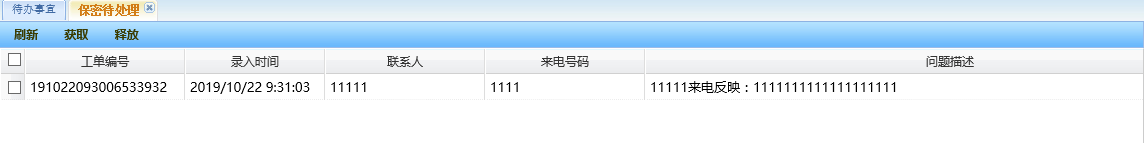 待办事宜 保密待处理
刷新 获取 释放
工单编号 录入时间 联系人 来电号码 问题描述
191022093006533932 2019/10/22 9:31:03 11111 1111 11111来电反映：1111111111111111111